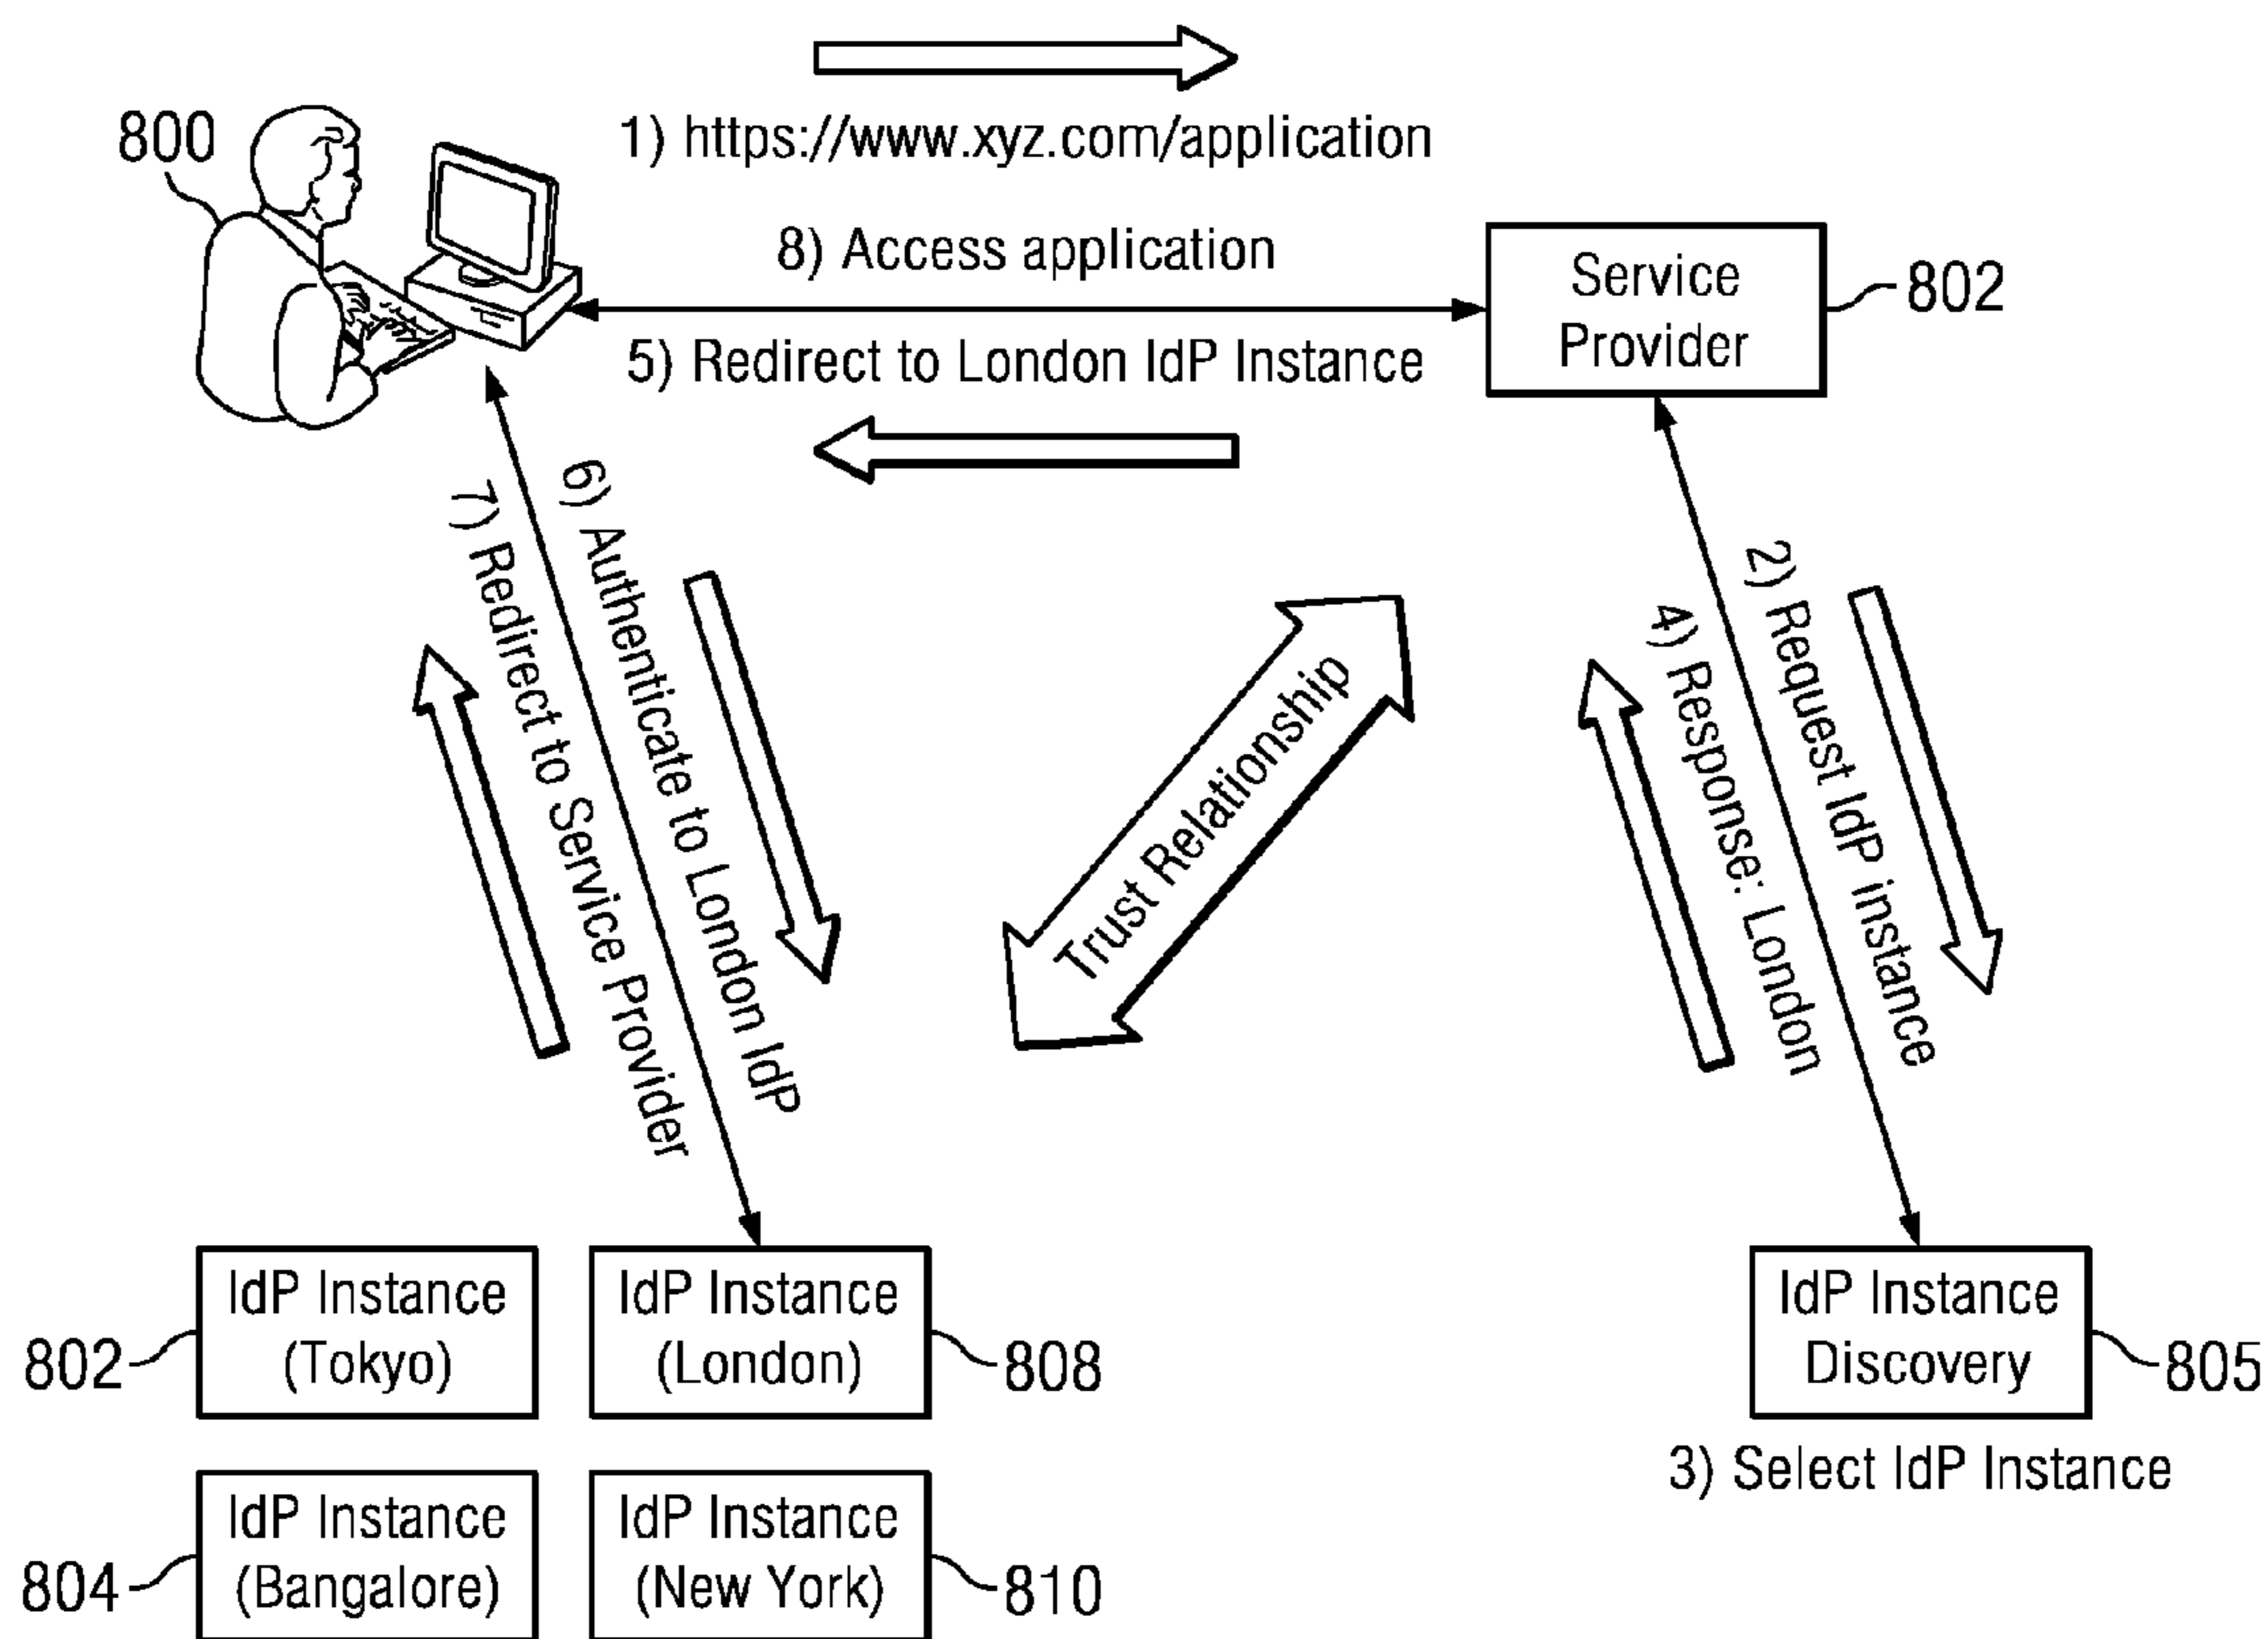 800
1) https://www.xyz.com/application
8) Access application
Service
Provider
802
5) Redirect to London IdP Instance
6) Authenticate to London IdP
7) Redirect to Service Provider
Trust Relationship
2) Request IdP instance
4) Response: London
IdP Instance
(Tokyo)
802
IdP Instance
(London)
808
IdP Instance
Discovery
805
3) Select IdP Instance
IdP Instance
(Bangalore)
804
IdP Instance
(New York)
810